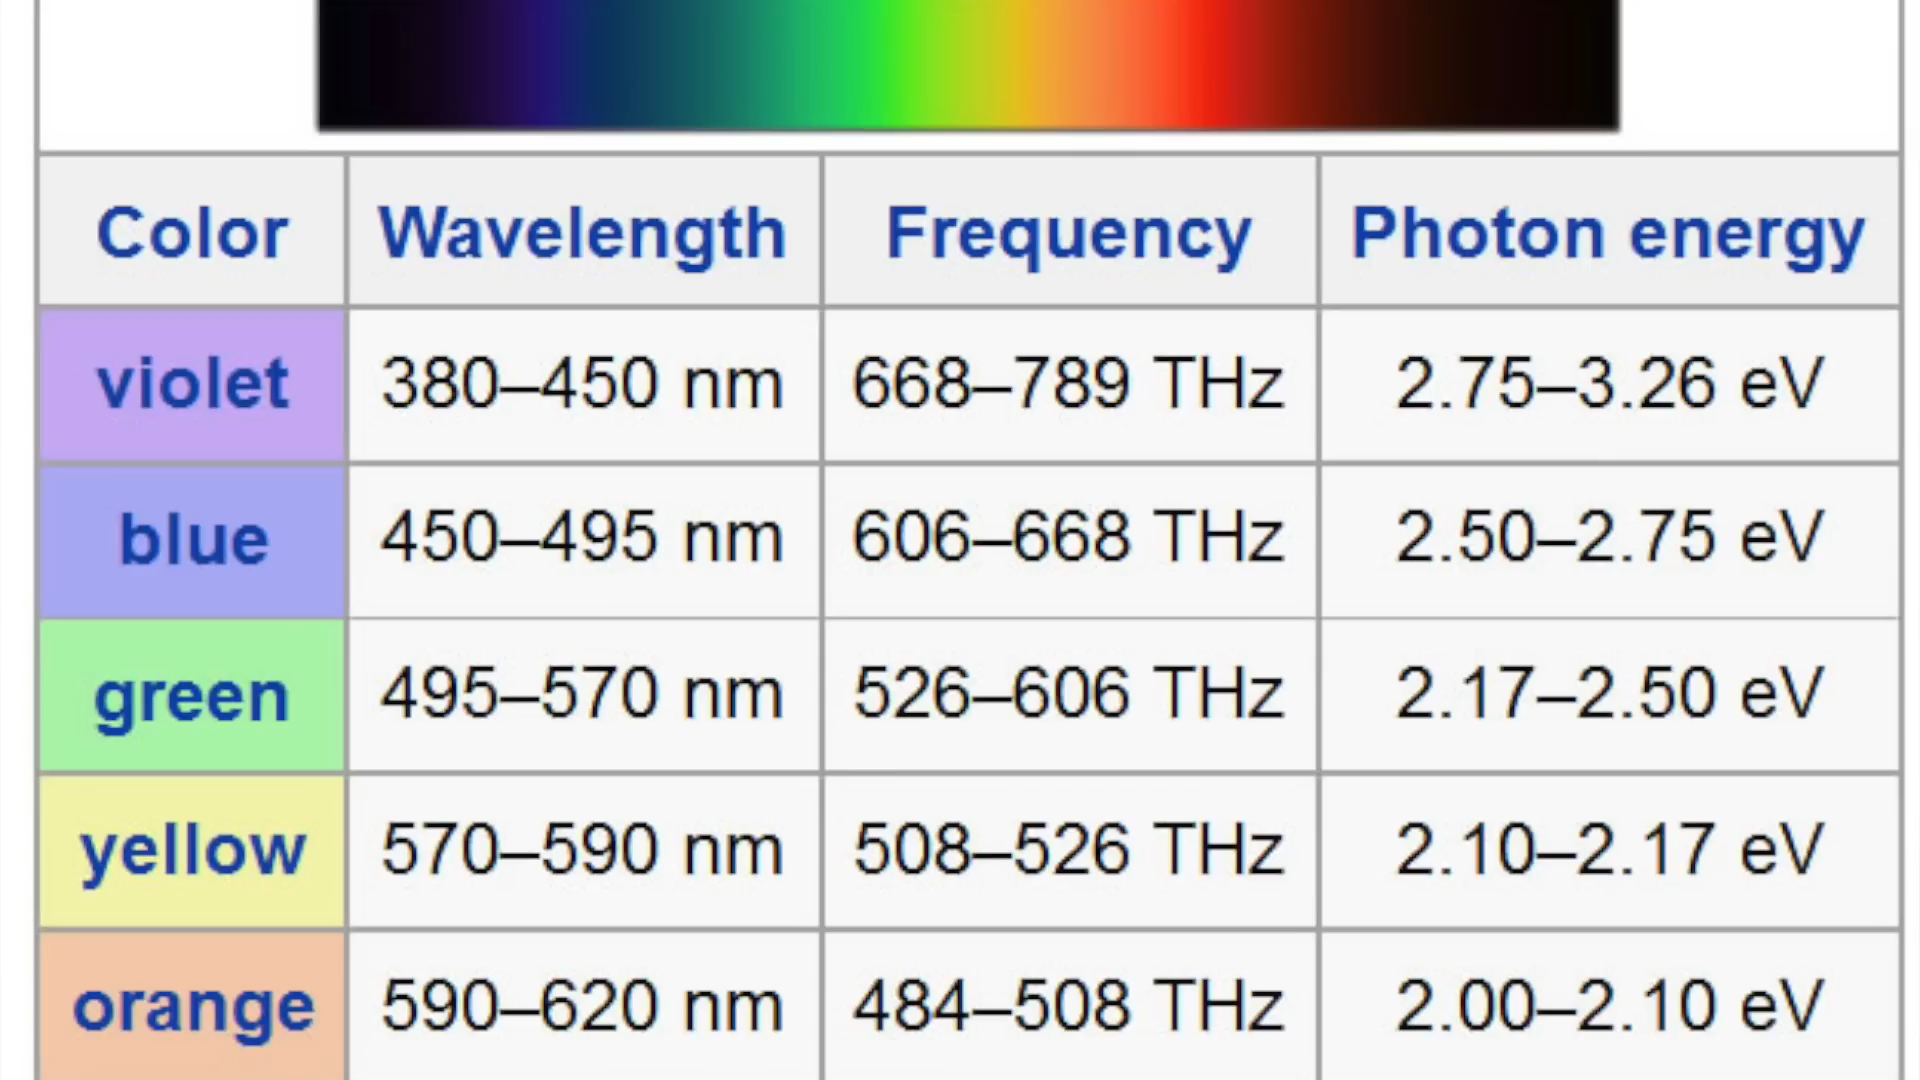 Color Wavelength Frequency Photon energy
violet 380–450 nm 668–789 THz 2.75–3.26 eV
blue 450–495 nm 606–668 THz 2.50–2.75 eV
green 495–570 nm 526–606 THz 2.17–2.50 eV
yellow 570–590 nm 508–526 THz 2.10–2.17 eV
orange 590–620 nm 484–508 THz 2.00–2.10 eV